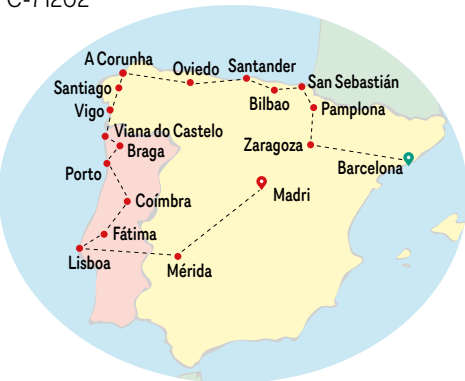 A Corunha
Oviedo
Santander
San Sebastián
Santiago
Bilbao
Pamplona
Vigo
Viana do Castelo
Braga
Zaragoza
Barcelona
Porto
Madri
Coímbra
Fátima
Lisboa
Mérida